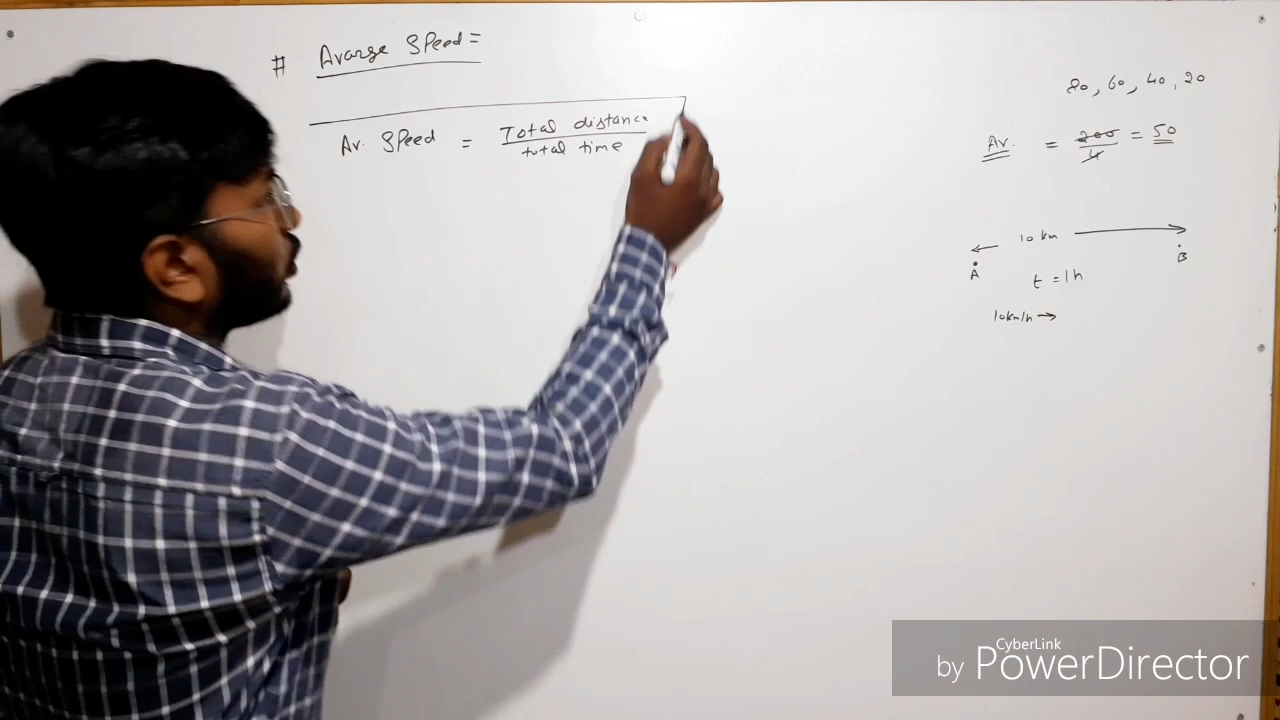 # Avarge Speed =
Av. Speed = Total distance / total time
80, 60, 40, 20
Av. = 200 / 4 = 50
10 km
A B
t = 1h
10km/h →
CyberLink
by PowerDirector